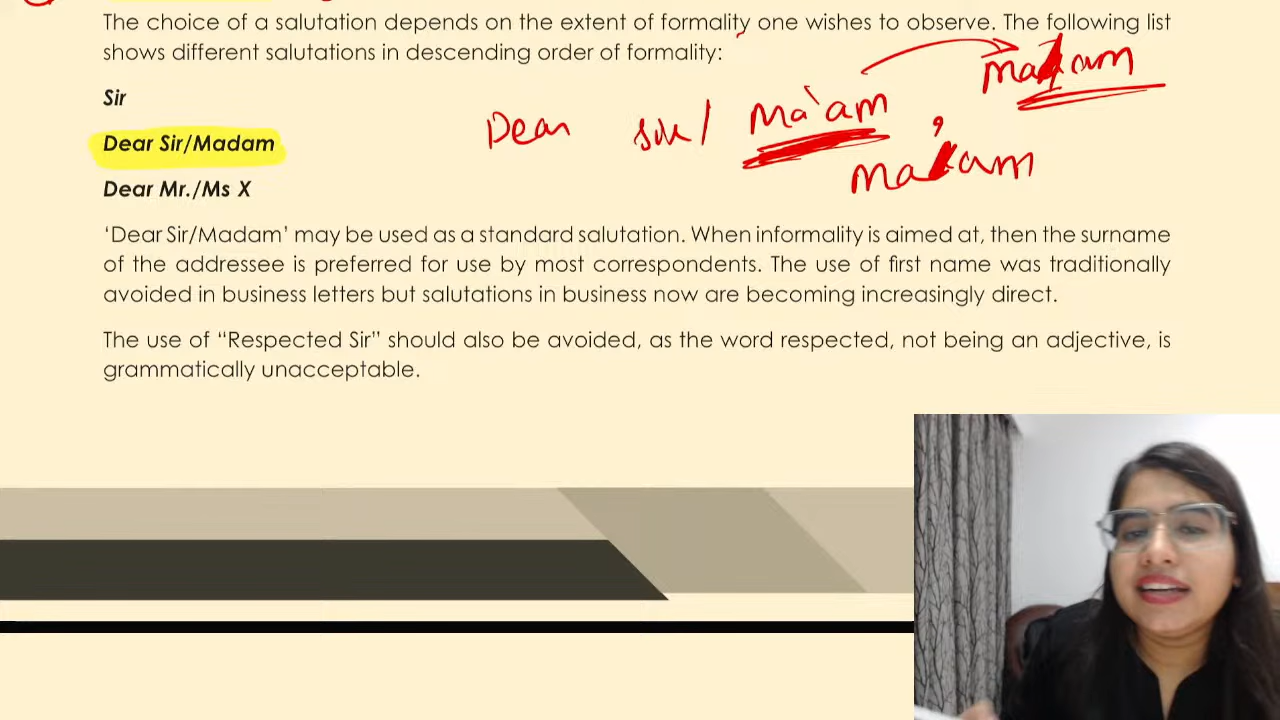 The choice of a salutation depends on the extent of formality one wishes to observe. The following list
shows different salutations in descending order of formality:
Madam
Sir
Dear Sir/ Ma'am
Dear Sir/Madam
Ma'am
Dear Mr./Ms X
‘Dear Sir/Madam’ may be used as a standard salutation. When informality is aimed at, then the surname
of the addressee is preferred for use by most correspondents. The use of first name was traditionally
avoided in business letters but salutations in business now are becoming increasingly direct.
The use of “Respected Sir” should also be avoided, as the word respected, not being an adjective, is
grammatically unacceptable.